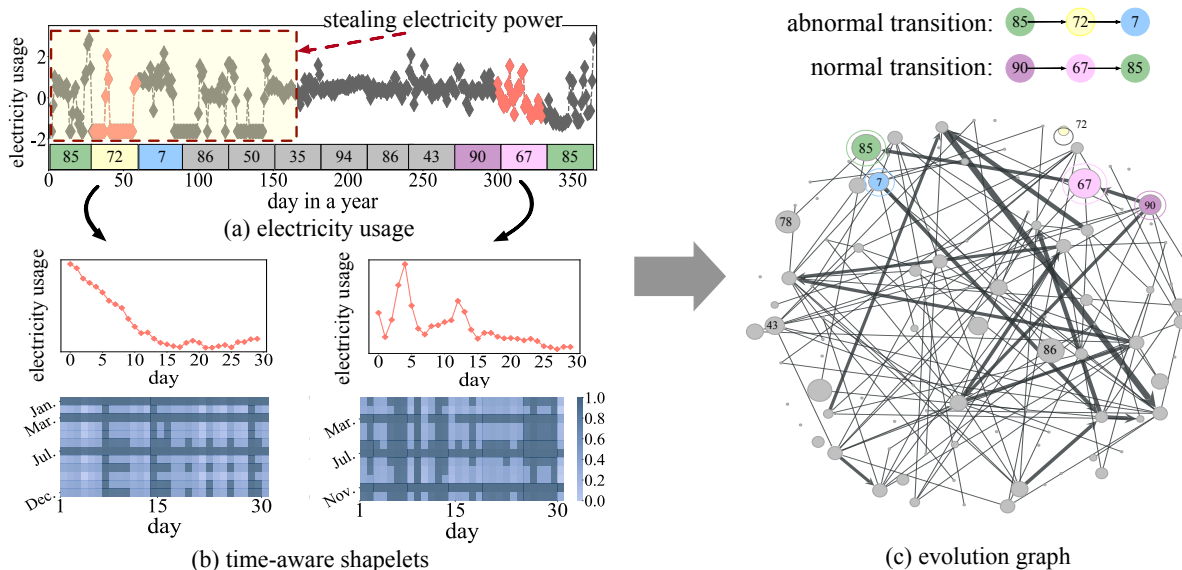 stealing electricity power
electricity usage
2
0
-2
85 72 7 86 50 35 94 86 43 90 67 85
0 50 100 150 200 250 300 350
day in a year
(a) electricity usage
electricity usage
0 5 10 15 20 25 30
day
electricity usage
0 5 10 15 20 25 30
day
Jan.
Mar.
Jul.
Dec.
1 15 30
day
Mar.
Jul.
Nov.
1 15 30
day
1.0
0.8
0.6
0.4
0.2
0.0
(b) time-aware shapelets
abnormal transition: 85 72 7
normal transition: 90 67 85
72
85
7
67
90
78
43
86
(c) evolution graph